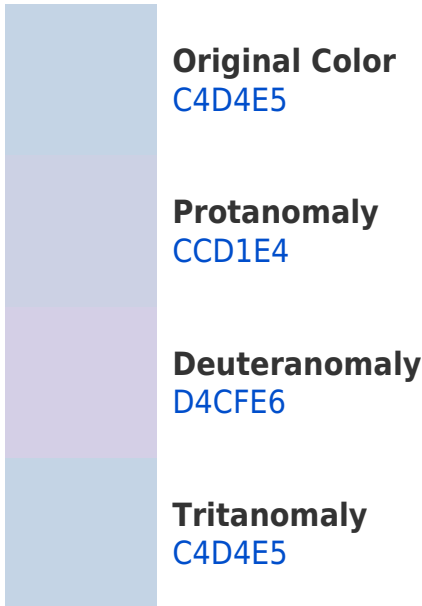 Original Color
C4D4E5
Protanomaly
CCD1E4
Deuteranomaly
D4CFE6
Tritanomaly
C4D4E5